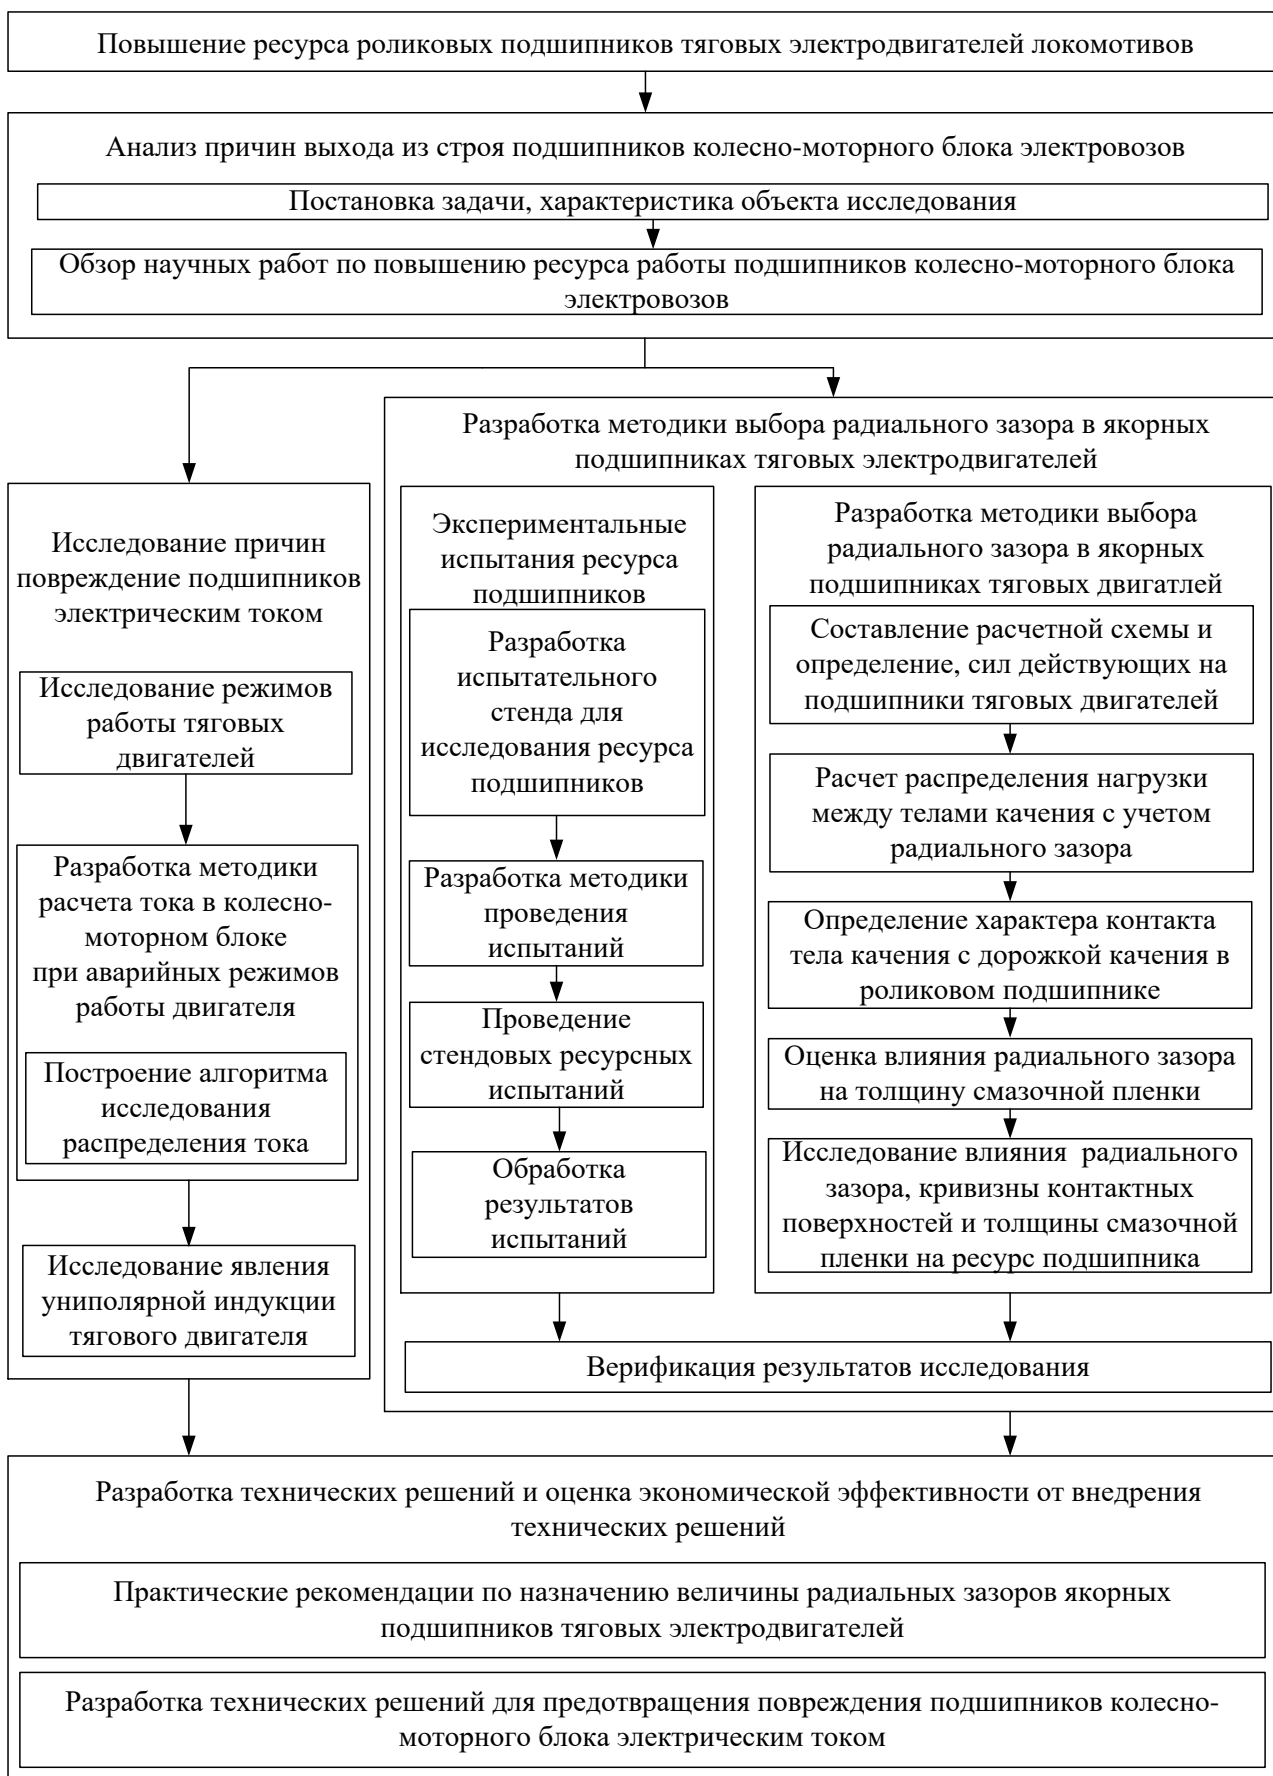 Повышение ресурса роликовых подшипников тяговых электродвигателей локомотивов
Анализ причин выхода из строя подшипников колесно-моторного блока электровозов
Постановка задачи, характеристика объекта исследования
Обзор научных работ по повышению ресурса работы подшипников колесно-моторного блока
электровозов
Исследование причин
повреждение подшипников
электрическим током
Исследование режимов
работы тяговых
двигателей
Разработка методики
расчета тока в колесно-
моторном блоке
при аварийных режимов
работы двигателя
Построение алгоритма
исследования
распределения тока
Исследование явления
униполярной индукции
тягового двигателя
Разработка методики выбора радиального зазора в якорных
подшипниках тяговых электродвигателей
Экспериментальные
испытания ресурса
подшипников
Разработка
испытательного
стенда для
исследования ресурса
подшипников
Разработка методики
проведения
испытаний
Проведение
стендовых ресурсных
испытаний
Обработка
результатов
испытаний
Разработка методики выбора
радиального зазора в якорных
подшипниках тяговых двигатлей
Составление расчетной схемы и
определение, сил действующих на
подшипники тяговых двигателей
Расчет распределения нагрузки
между телами качения с учетом
радиального зазора
Определение характера контакта
тела качения с дорожкой качения в
роликовом подшипнике
Оценка влияния радиального зазора
на толщину смазочной пленки
Исследование влияния радиального
зазора, кривизны контактных
поверхностей и толщины смазочной
пленки на ресурс подшипника
Верификация результатов исследования
Разработка технических решений и оценка экономической эффективности от внедрения
технических решений
Практические рекомендации по назначению величины радиальных зазоров якорных
подшипников тяговых электродвигателей
Разработка технических решений для предотвращения повреждения подшипников колесно-
моторного блока электрическим током